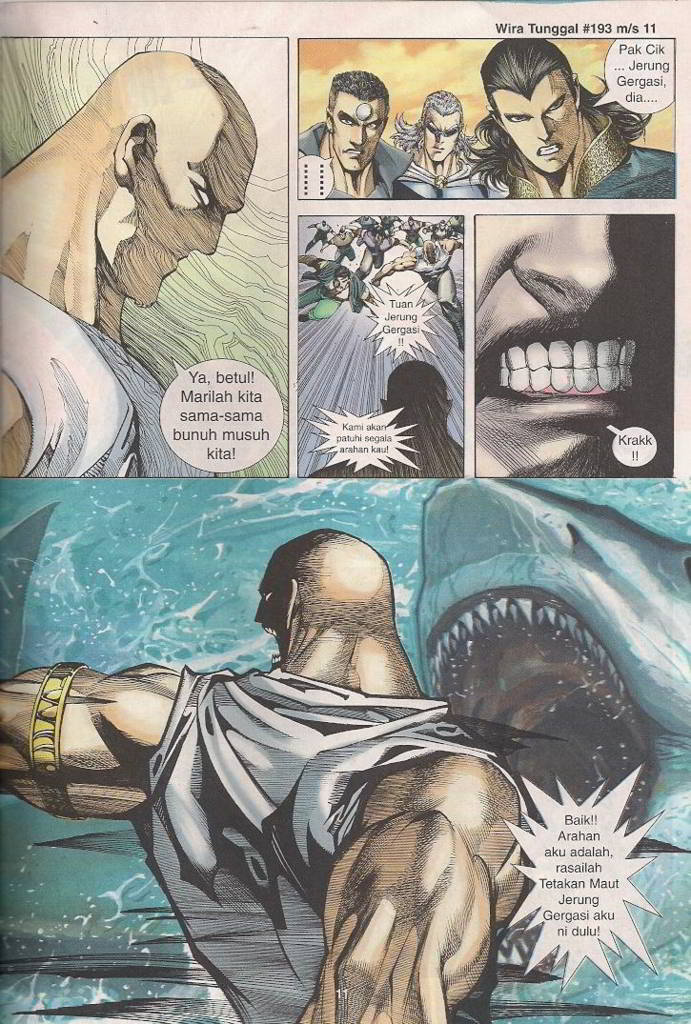 Wira Tunggal #193 m/s 11
Ya, betul!
Marilah kita
sama-sama
bunuh musuh
kita!
Pak Cik
... Jerung
Gergasi,
dia....
Tuan
Jerung
Gergasi
!!
Kami akan
patuhi segala
arahan kau!
Krakk
!!
Baik!!
Arahan
aku adalah,
rasailah
Tetakan Maut
Jerung
Gergasi aku
ni dulu!
11